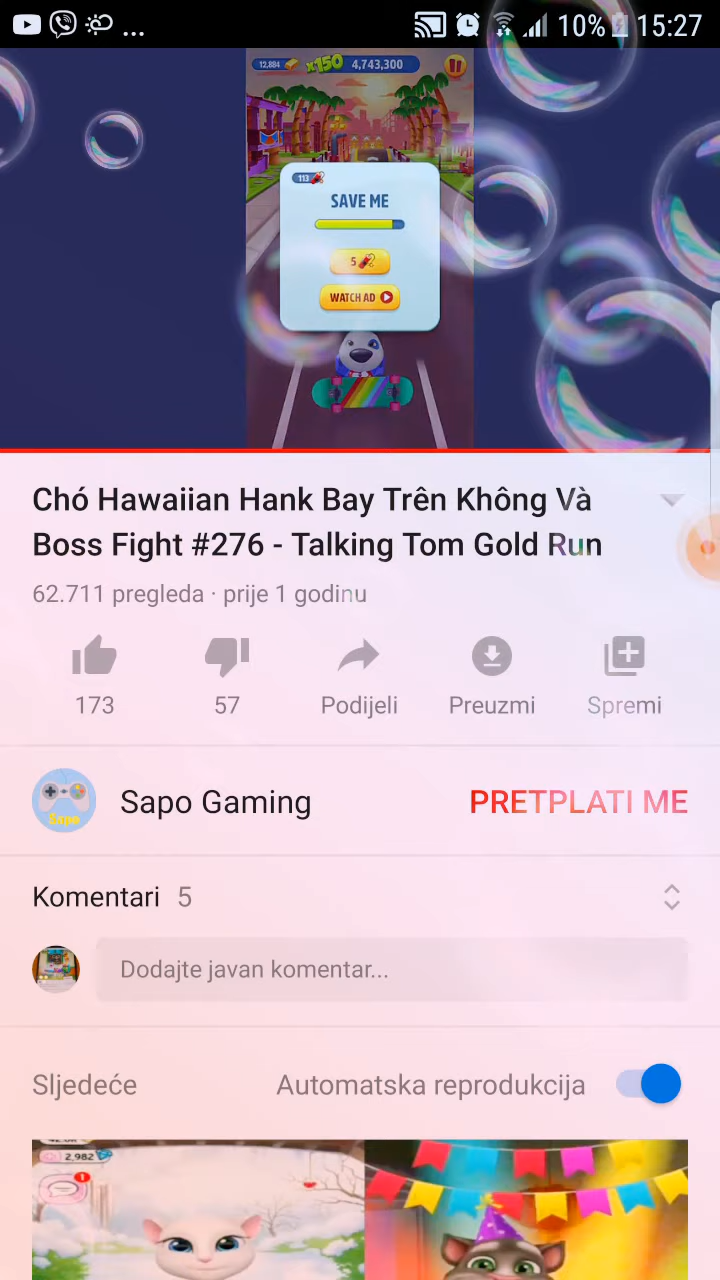 ... 10% 15:27
12,884 x150 4,743,300
113
SAVE ME
5
WATCH AD
Chó Hawaiian Hank Bay Trên Không Và
Boss Fight #276 - Talking Tom Gold Run
62.711 pregleda · prije 1 godinu
173 57 Podijeli Preuzmi Spremi
Sapo
Sapo Gaming PRETPLATI ME
Komentari 5
Dodajte javan komentar...
Sljedeće Automatska reprodukcija
2,982
1